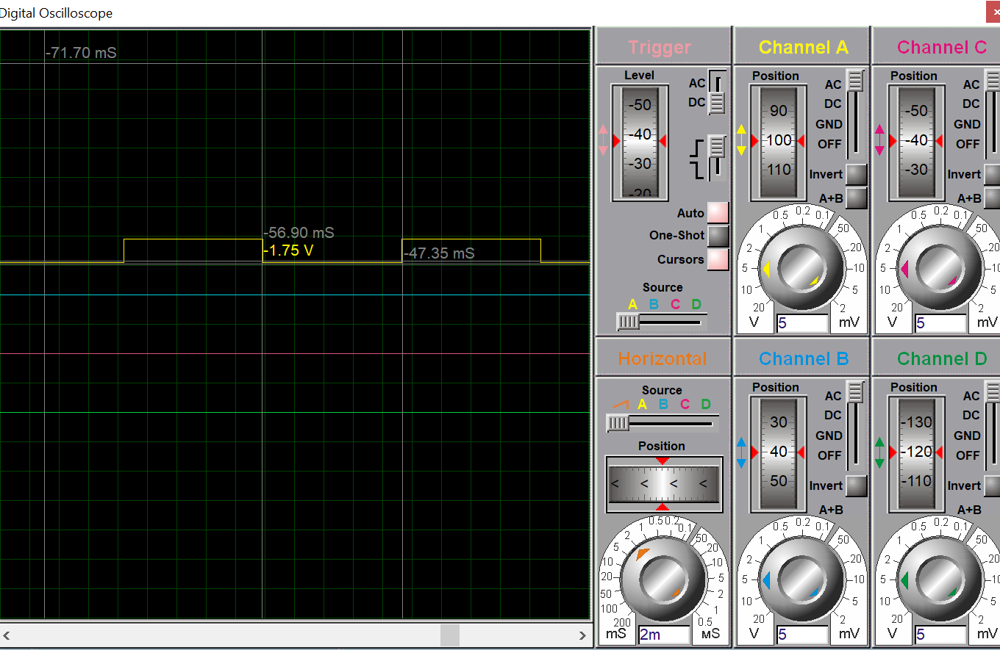 Digital Oscilloscope
-71.70 mS
-56.90 mS
-1.75 V
-47.35 mS
Trigger
Level
-50
-40
-30
-20
AC
DC
Auto
One-Shot
Cursors
Source
A B C D
Channel A
Position
90
100
110
AC
DC
GND
OFF
Invert
A+B
20 10 5 2 1 0.5 0.2 0.1 50 20 10 5 2
V 5 mV
Channel C
Position
-50
-40
-30
AC
DC
GND
OFF
Invert
A+B
20 10 5 2 1 0.5 0.2 0.1 50 20 10 5 2
V 5 mV
Horizontal
Source
A B C D
Position
< < < <
200 100 50 20 10 5 2 1 0.5 0.2 0.1 50 20 10 5 2 1 0.5
mS 2m мS
Channel B
Position
30
40
50
AC
DC
GND
OFF
Invert
A+B
20 10 5 2 1 0.5 0.2 0.1 50 20 10 5 2
V 5 mV
Channel D
Position
-130
-120
-110
AC
DC
GND
OFF
Invert
A+B
20 10 5 2 1 0.5 0.2 0.1 50 20 10 5 2
V 5 mV